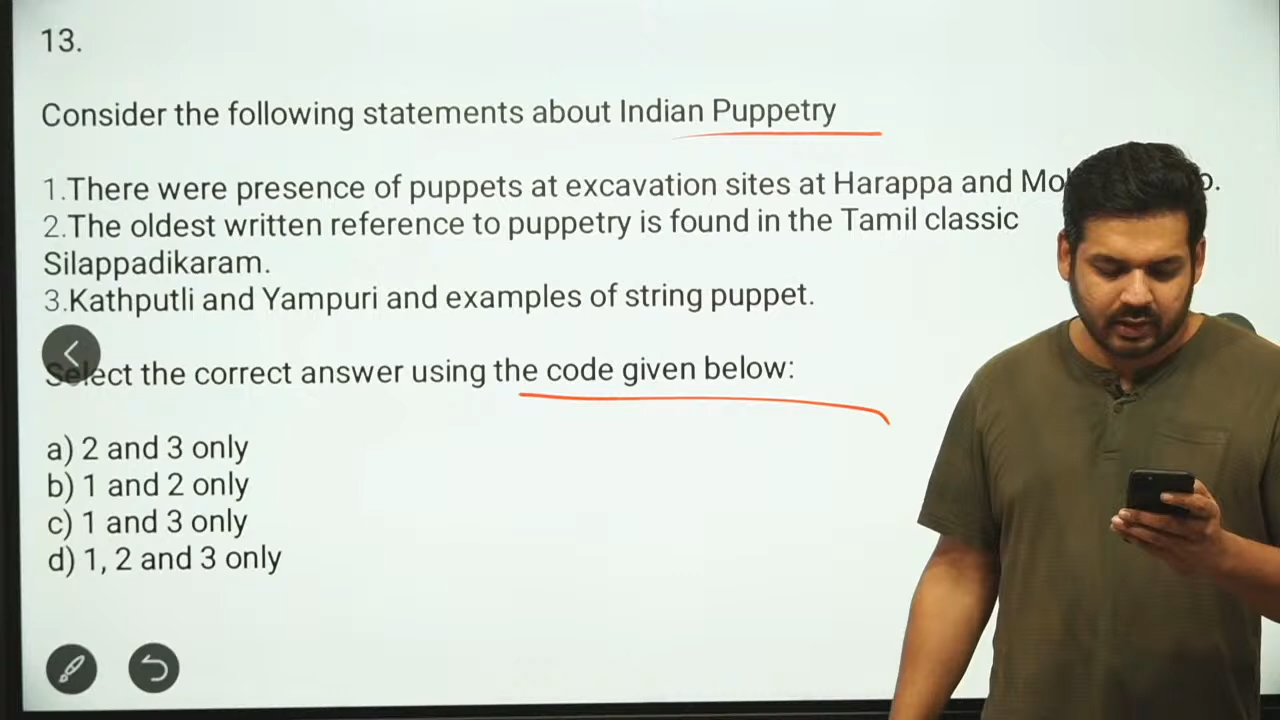 13.
Consider the following statements about Indian Puppetry
1.There were presence of puppets at excavation sites at Harappa and
2.The oldest written reference to puppetry is found in the Tamil classic
Silappadikaram.
3.Kathputli and Yampuri and examples of string puppet.
Select the correct answer using the code given below:
a) 2 and 3 only
b) 1 and 2 only
c) 1 and 3 only
d) 1, 2 and 3 only